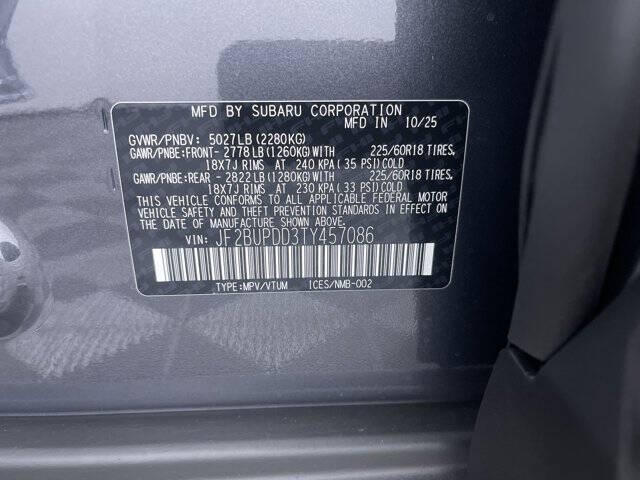 MFD BY SUBARU CORPORATION
MFD IN 10/25
GVWR/PNBV: 5027LB(2280KG)
GAWR/PNBE:FRONT- 2778LB(1260KG)WITH 225/60R18 TIRES,
18X7J RIMS AT 240 KPA(35 PSI)COLD
GAWR/PNBE:REAR - 2822LB(1280KG)WITH 225/60R18 TIRES,
18X7J RIMS AT 230 KPA(33 PSI)COLD
THIS VEHICLE CONFORMS TO ALL APPLICABLE FEDERAL MOTOR
VEHICLE SAFETY AND THEFT PREVENTION STANDARDS IN EFFECT
ON THE DATE OF MANUFACTURE SHOWN ABOVE.
VIN: JF2BUPDD3TY457086
TYPE:MPV/VTUM ICES/NMB-002